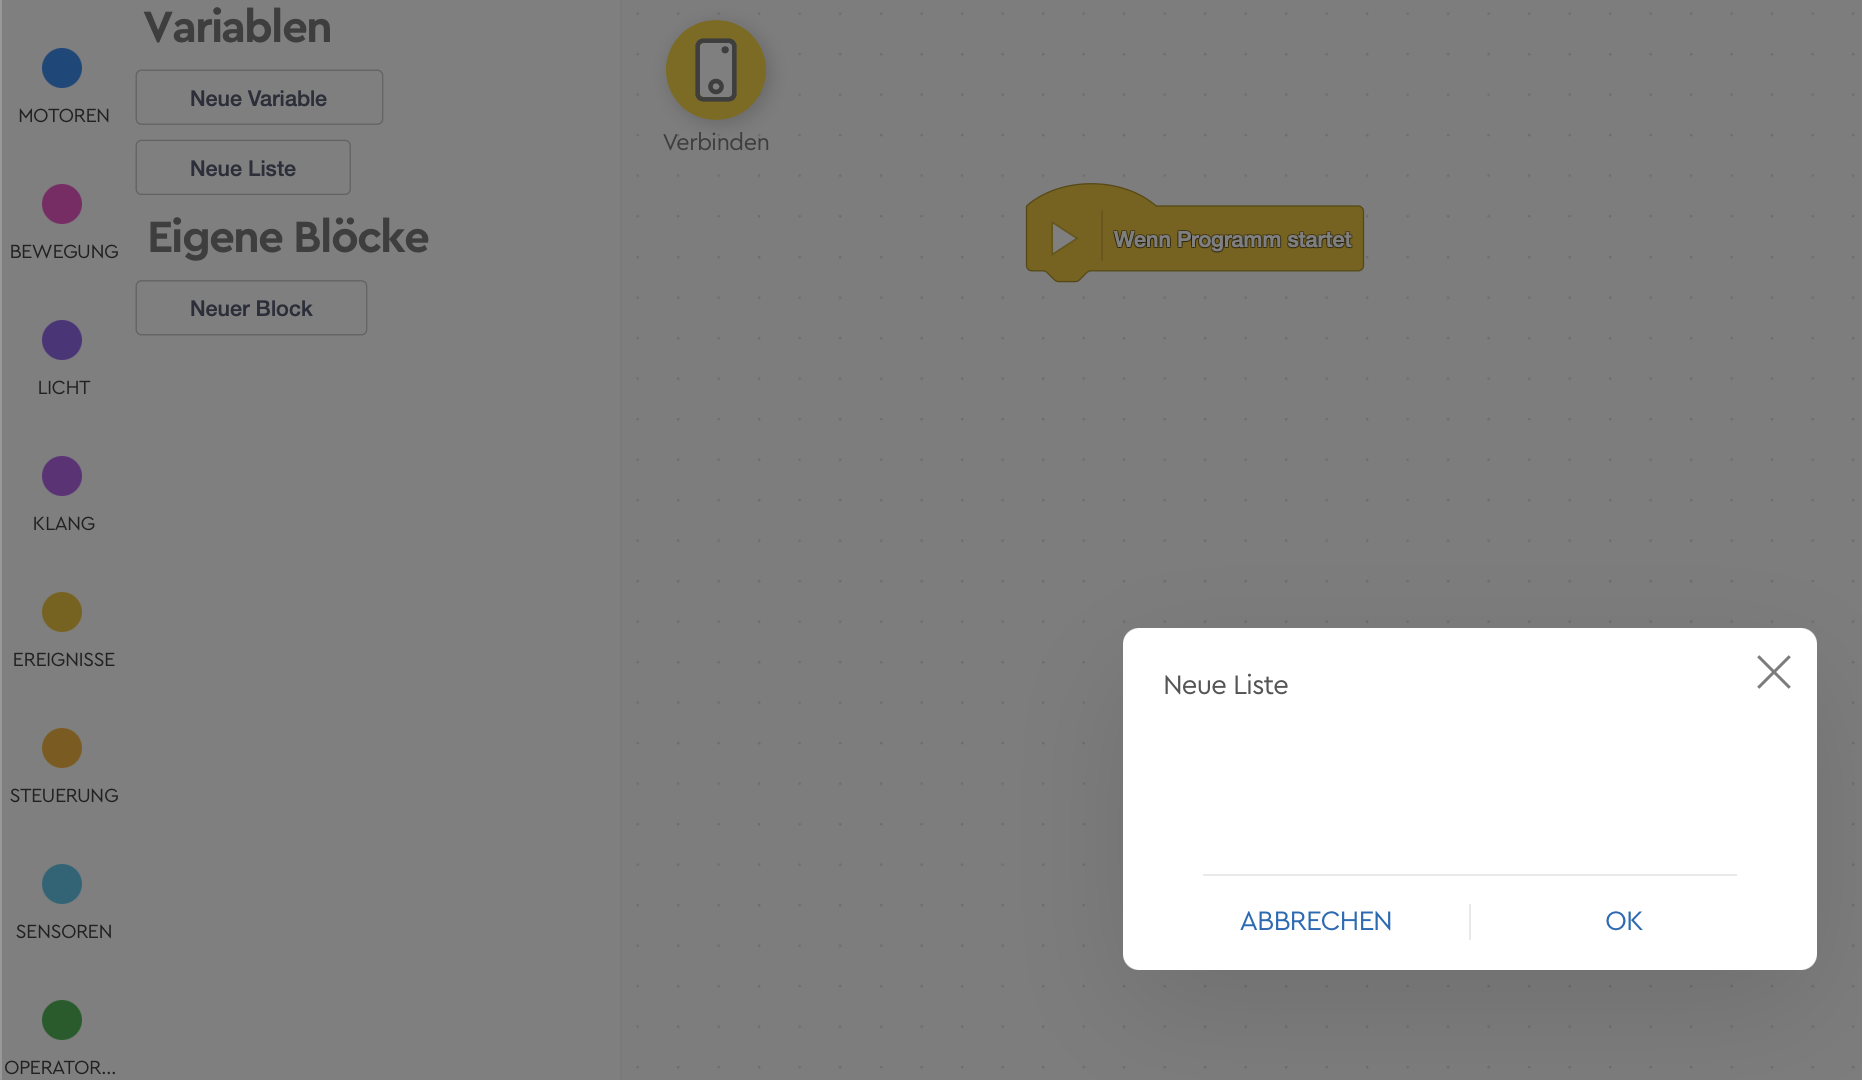 MOTOREN
BEWEGUNG
LICHT
KLANG
EREIGNISSE
STEUERUNG
SENSOREN
OPERATOR...
Variablen
Neue Variable
Neue Liste
Eigene Blöcke
Neuer Block
Verbinden
Wenn Programm startet
Neue Liste
ABBRECHEN
OK